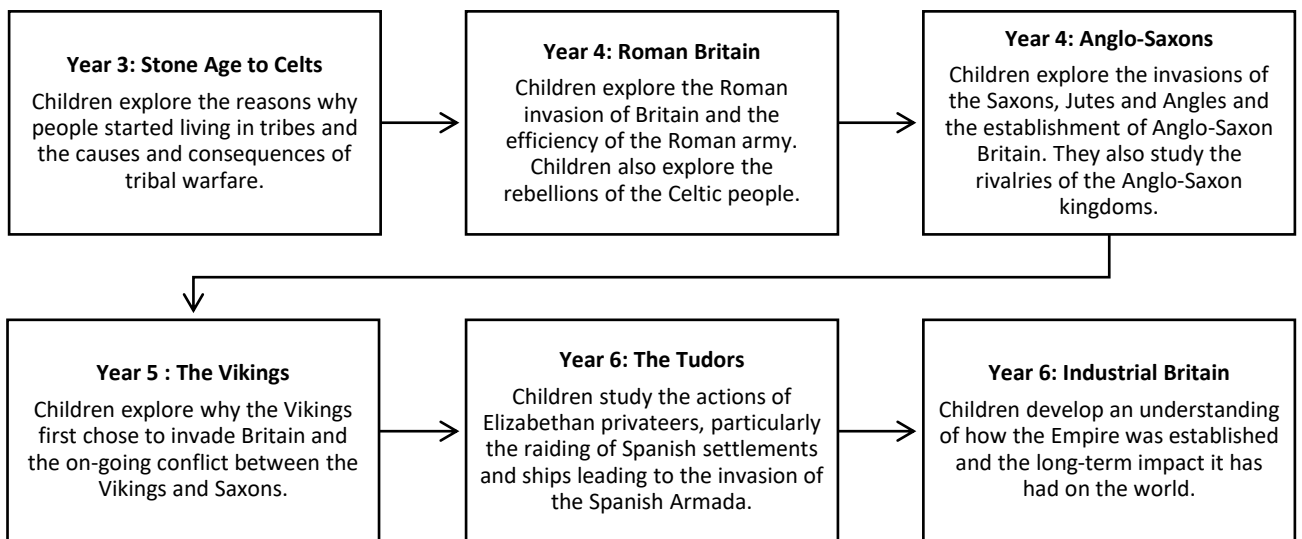 Year 3: Stone Age to Celts
Children explore the reasons why
people started living in tribes and
the causes and consequences of
tribal warfare.
Year 4: Roman Britain
Children explore the Roman
invasion of Britain and the
efficiency of the Roman army.
Children also explore the
rebellions of the Celtic people.
Year 4: Anglo-Saxons
Children explore the invasions of
the Saxons, Jutes and Angles and
the establishment of Anglo-Saxon
Britain. They also study the
rivalries of the Anglo-Saxon
kingdoms.
Year 5 : The Vikings
Children explore why the Vikings
first chose to invade Britain and
the on-going conflict between the
Vikings and Saxons.
Year 6: The Tudors
Children study the actions of
Elizabethan privateers, particularly
the raiding of Spanish settlements
and ships leading to the invasion of
the Spanish Armada.
Year 6: Industrial Britain
Children develop an understanding
of how the Empire was established
and the long-term impact it has
had on the world.